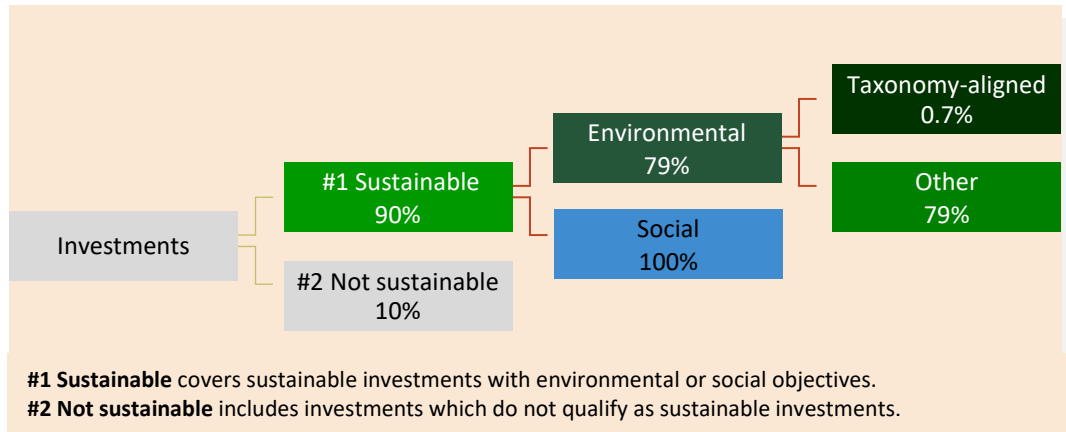 Investments
#1 Sustainable
90%
#2 Not sustainable
10%
Environmental
79%
Social
100%
Taxonomy-aligned
0.7%
Other
79%
#1 Sustainable covers sustainable investments with environmental or social objectives.
#2 Not sustainable includes investments which do not qualify as sustainable investments.